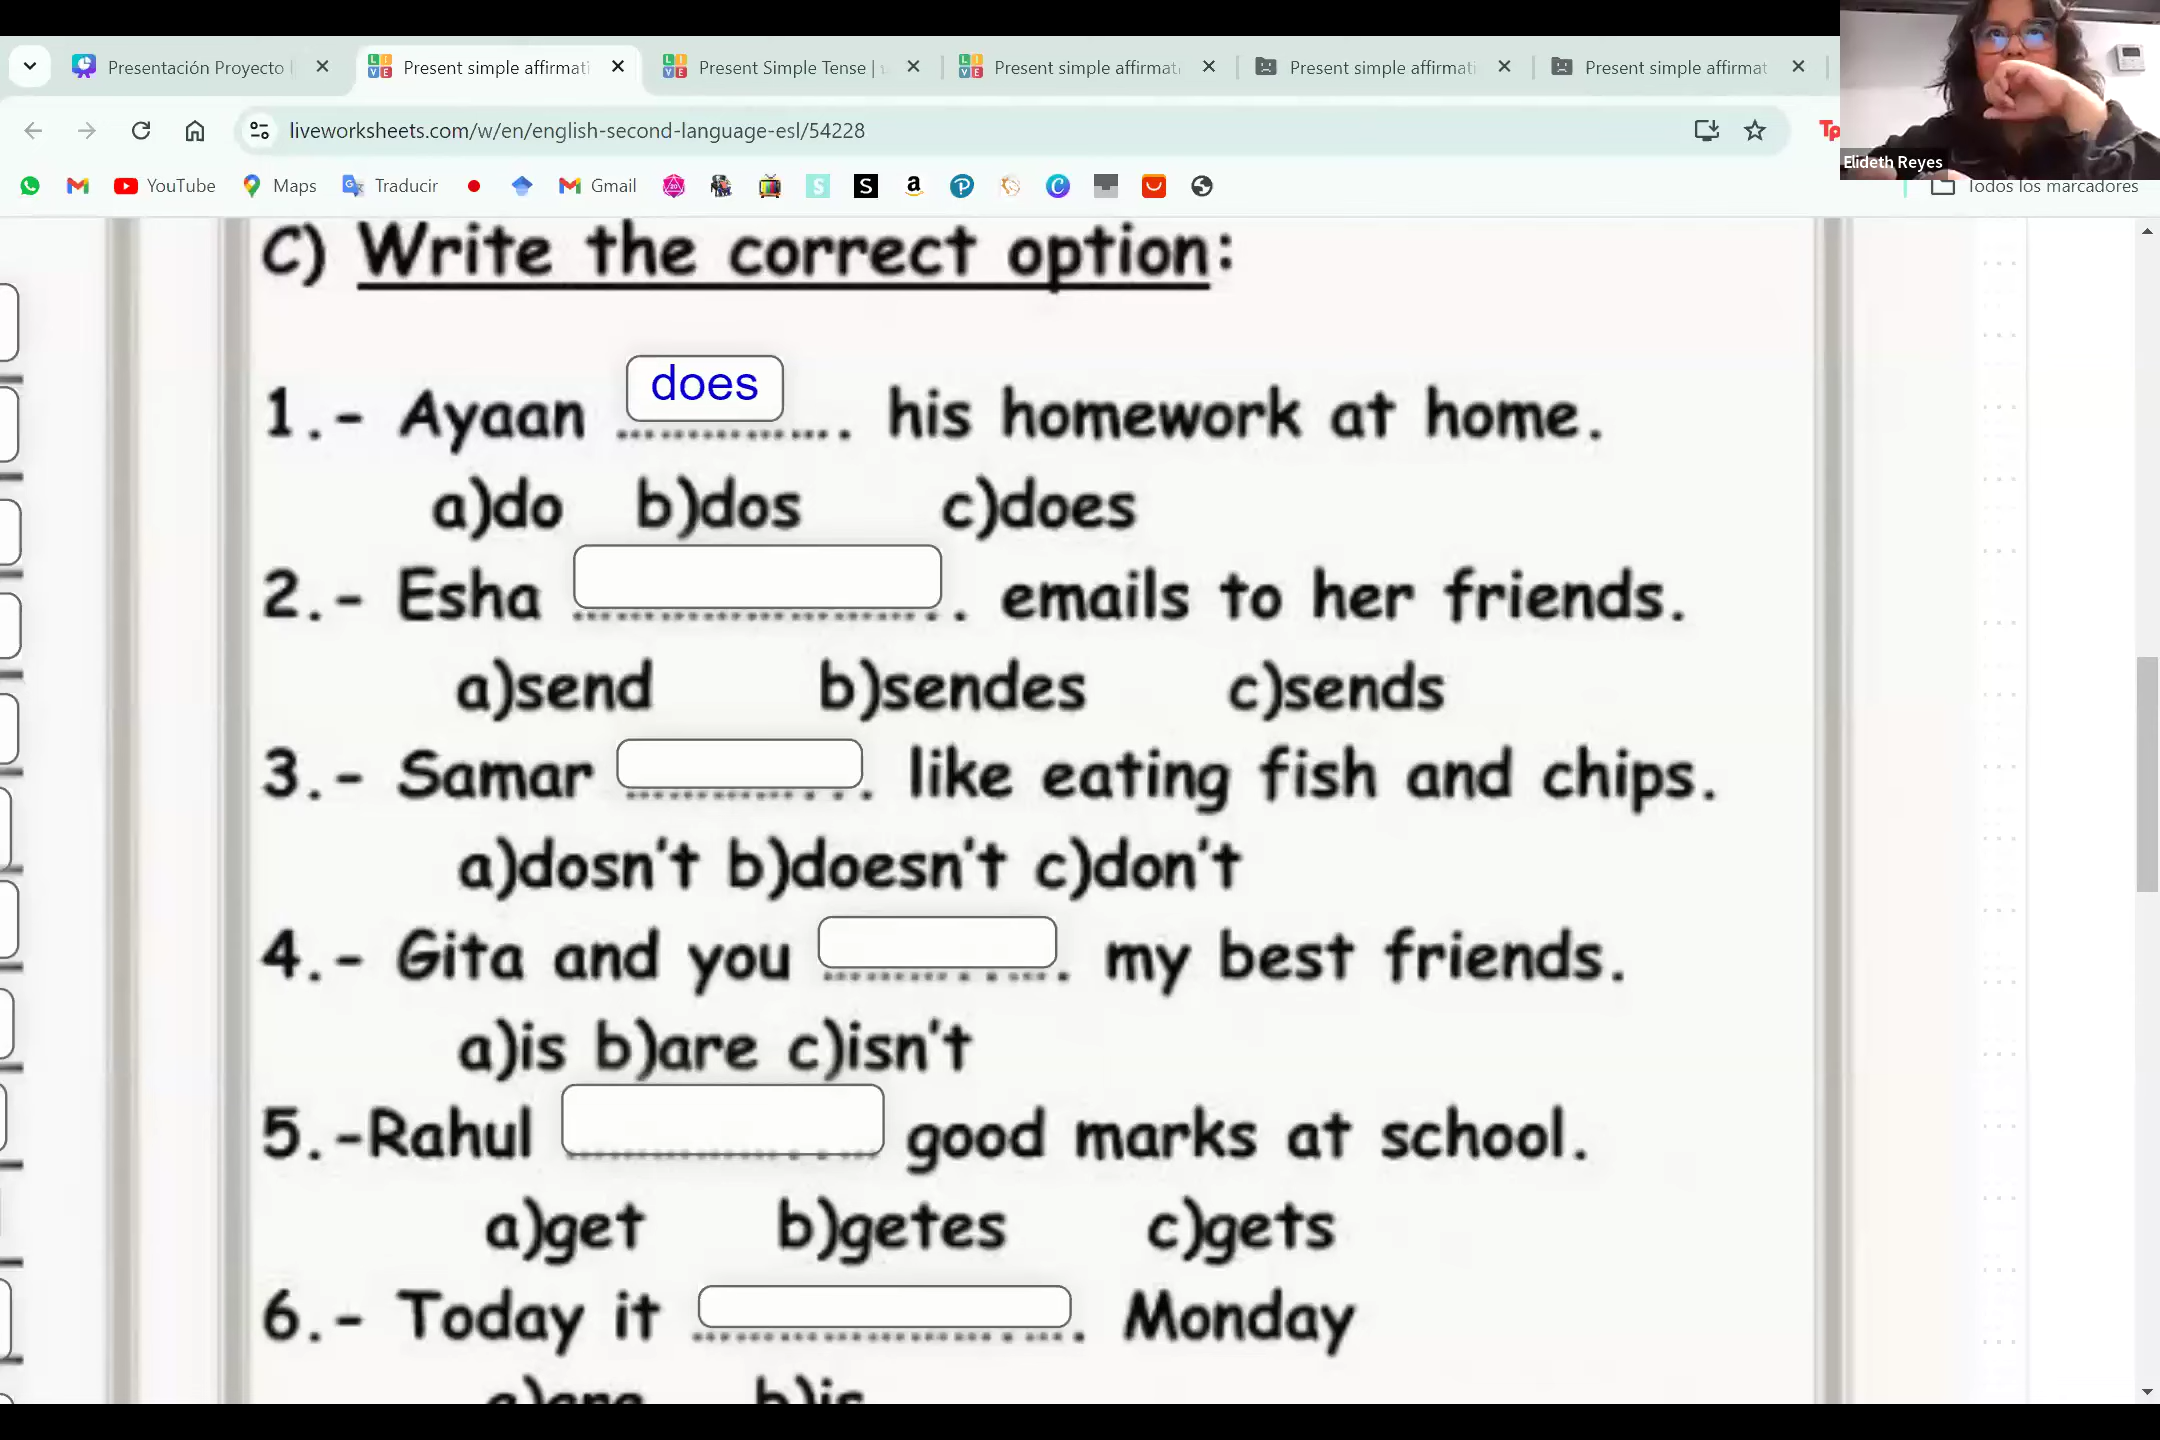 Presentación Proyecto
Present simple affirmati
Present Simple Tense |
Present simple affirmat
Present simple affirmati
Present simple affirmat
liveworksheets.com/w/en/english-second-language-esl/54228
Elideth Reyes
YouTube
Maps
Traducir
Gmail
Todos los marcadores
C) Write the correct option:
1.- Ayaan does his homework at home.
a)do b)dos c)does
2.- Esha .......................... emails to her friends.
a)send b)sendes c)sends
3.- Samar ................ like eating fish and chips.
a)dosn't b)doesn't c)don't
4.- Gita and you ................ my best friends.
a)is b)are c)isn't
5.-Rahul ...................... good marks at school.
a)get b)getes c)gets
6.- Today it .......................... Monday
a)are b)is